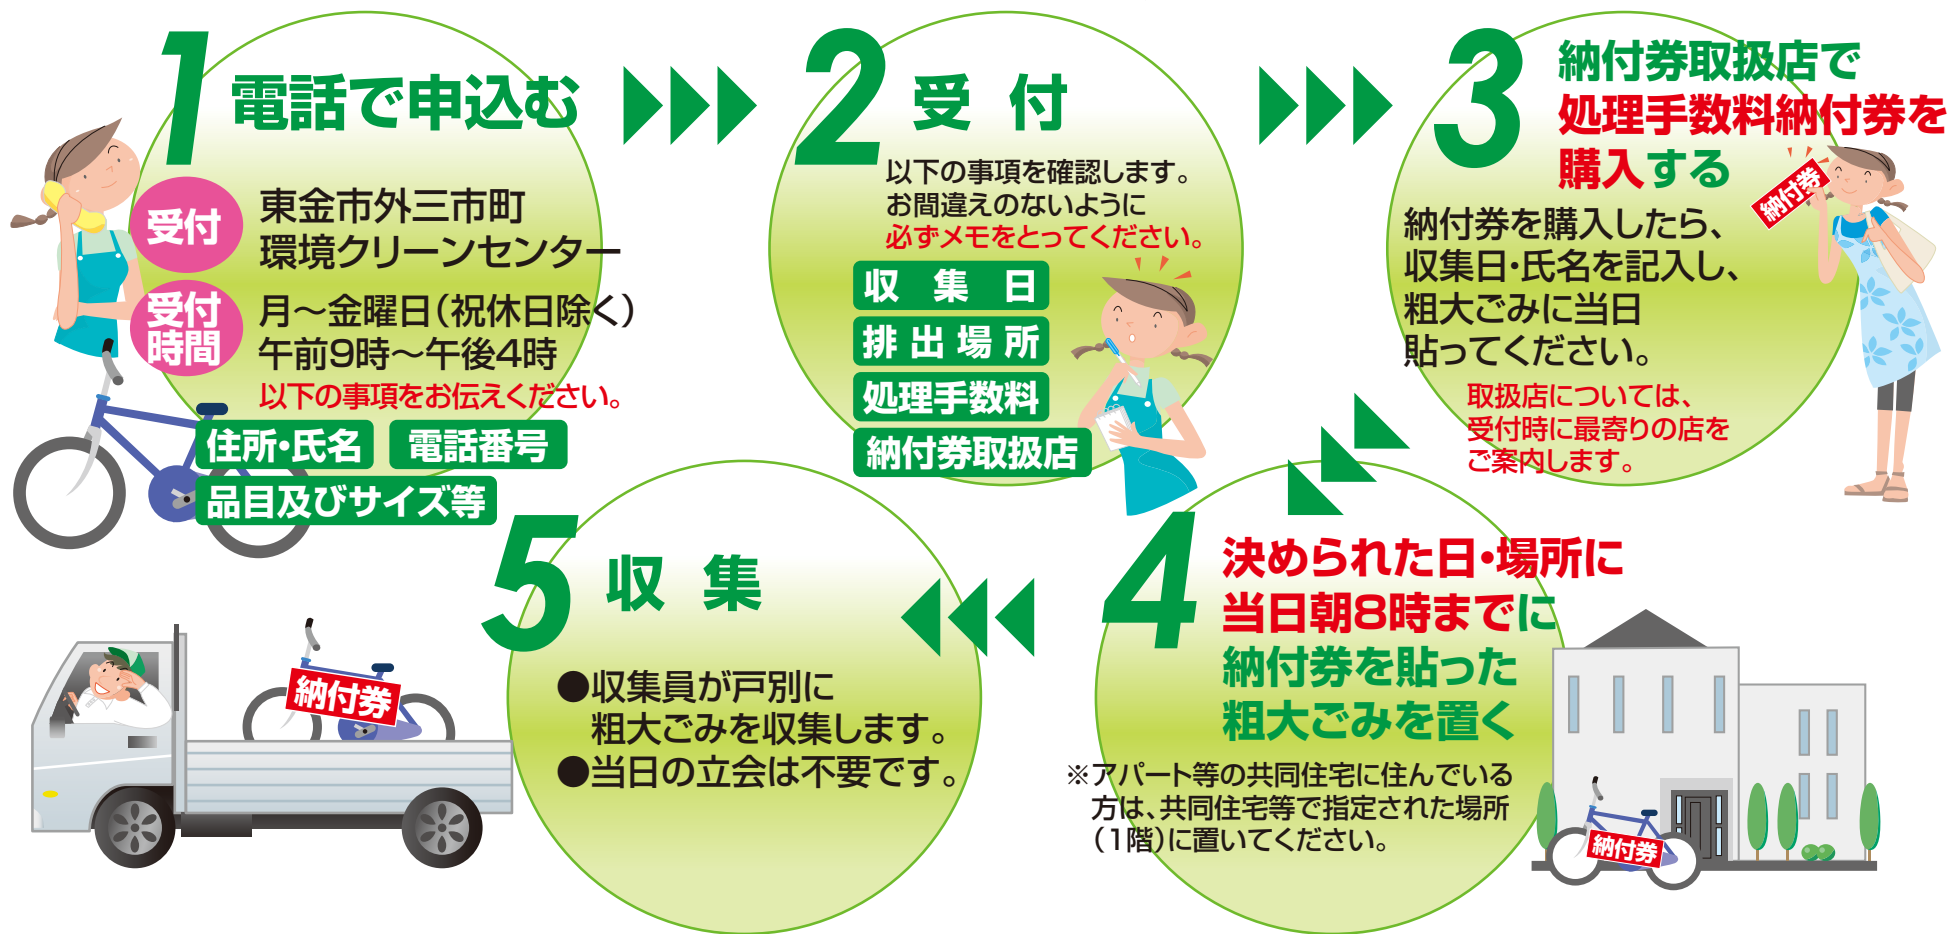 1 電話で申込む
受付
東金市外三市町
環境クリーンセンター
受付
時間
月～金曜日（祝休日除く）
午前9時～午後4時
以下の事項をお伝えください。
住所・氏名 電話番号
品目及びサイズ等
2 受付
以下の事項を確認します。
お間違えのないように
必ずメモをとってください。
収集日
排出場所
処理手数料
納付券取扱店
3 納付券取扱店で
処理手数料納付券を
購入する
納付券
納付券を購入したら、
収集日・氏名を記入し、
粗大ごみに当日
貼ってください。
取扱店については、
受付時に最寄りの店を
ご案内します。
4 決められた日・場所に
当日朝8時までに
納付券を貼った
粗大ごみを置く
※アパート等の共同住宅に住んでいる
方は、共同住宅等で指定された場所
（1階）に置いてください。
納付券
5 収集
●収集員が戸別に
粗大ごみを収集します。
●当日の立会は不要です。
納付券